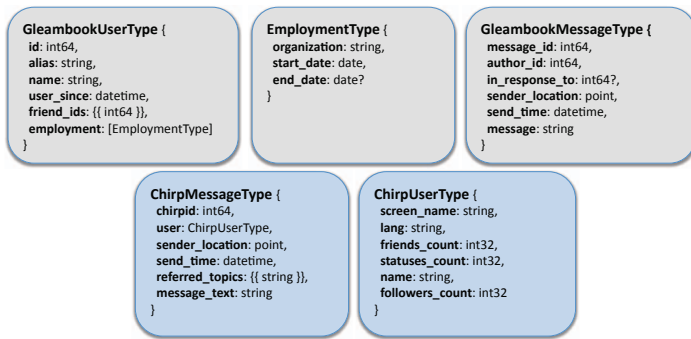 GleambookUserType {
id: int64,
alias: string,
name: string,
user_since: datetime,
friend_ids: {{ int64 }},
employment: [EmploymentType]
}
EmploymentType {
organization: string,
start_date: date,
end_date: date?
}
GleambookMessageType {
message_id: int64,
author_id: int64,
in_response_to: int64?,
sender_location: point,
send_time: datetime,
message: string
}
ChirpMessageType {
chirpid: int64,
user: ChirpUserType,
sender_location: point,
send_time: datetime,
referred_topics: {{ string }},
message_text: string
}
ChirpUserType {
screen_name: string,
lang: string,
friends_count: int32,
statuses_count: int32,
name: string,
followers_count: int32
}